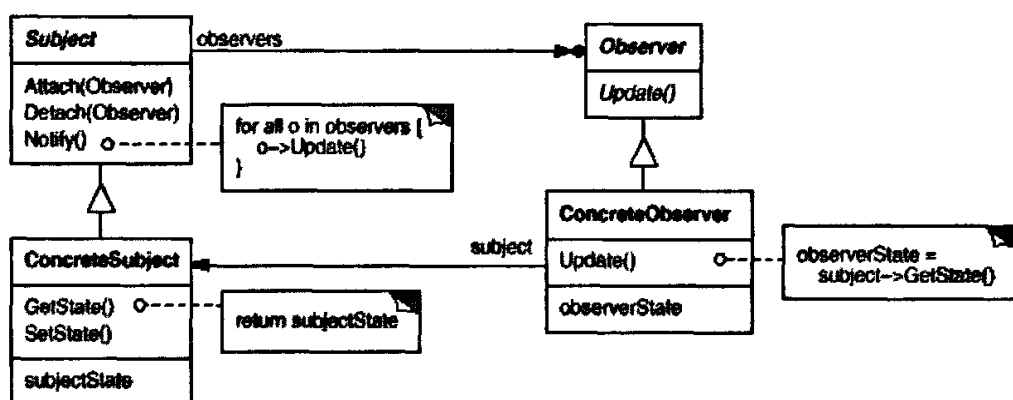 Subject
observers
Observer
Attach(Observer)
Detach(Observer)
Notify()
Update()
for all o in observers {
o->Update()
}
ConcreteObserver
Update()
observerState
observerState =
subject->GetState()
subject
ConcreteSubject
GetState()
SetState()
subjectState
return subjectState